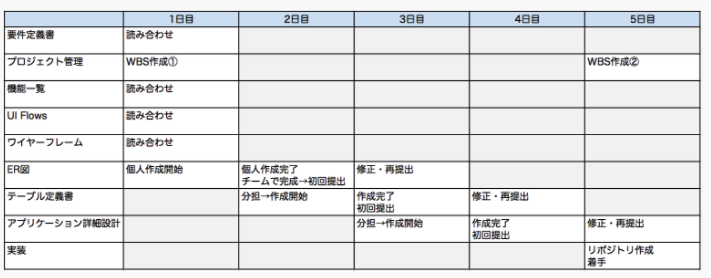 1日目 2日目 3日目 4日目 5日目
要件定義書 読み合わせ
プロジェクト管理 WBS作成① WBS作成②
機能一覧 読み合わせ
UI Flows 読み合わせ
ワイヤーフレーム 読み合わせ
ER図 個人作成開始 個人作成完了 修正・再提出
チームで完成→初回提出
テーブル定義書 分担→作成開始 作成完了 修正・再提出
初回提出
アプリケーション詳細設計 分担→作成開始 作成完了 修正・再提出
初回提出
実装 リポジトリ作成
着手